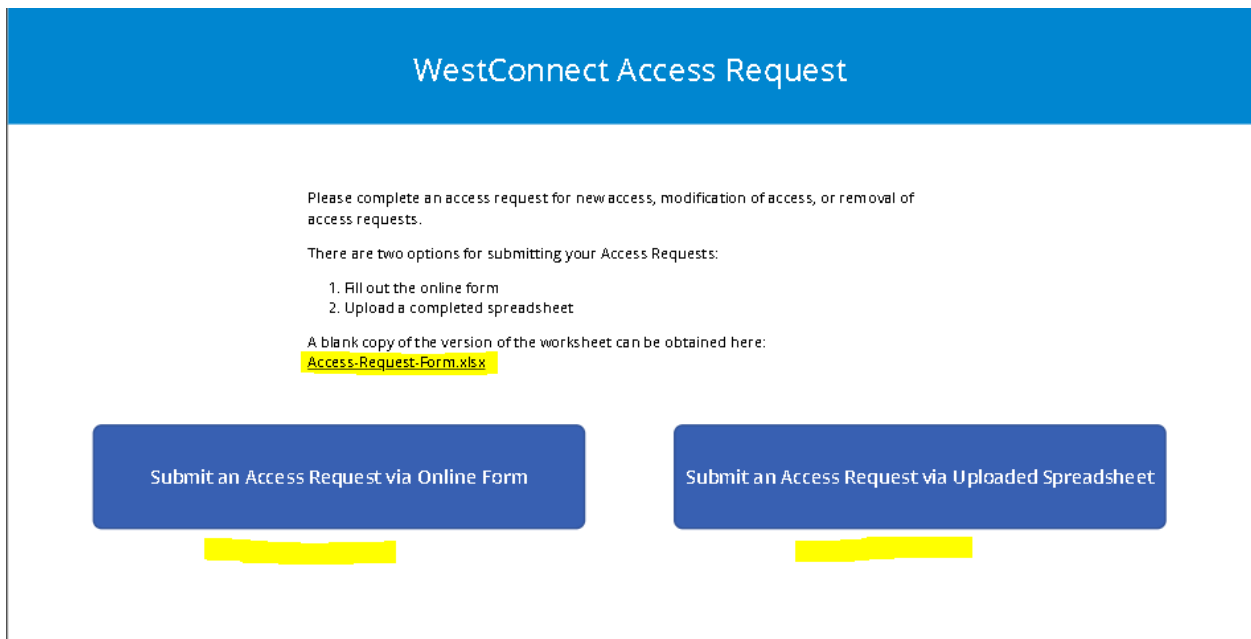 WestConnect Access Request
Please complete an access request for new access, modification of access, or removal of
access requests.
There are two options for submitting your Access Requests:
1. Fill out the online form
2. Upload a completed spreadsheet
A blank copy of the version of the worksheet can be obtained here:
Access-Request-Form.xlsx
Submit an Access Request via Online Form
Submit an Access Request via Uploaded Spreadsheet